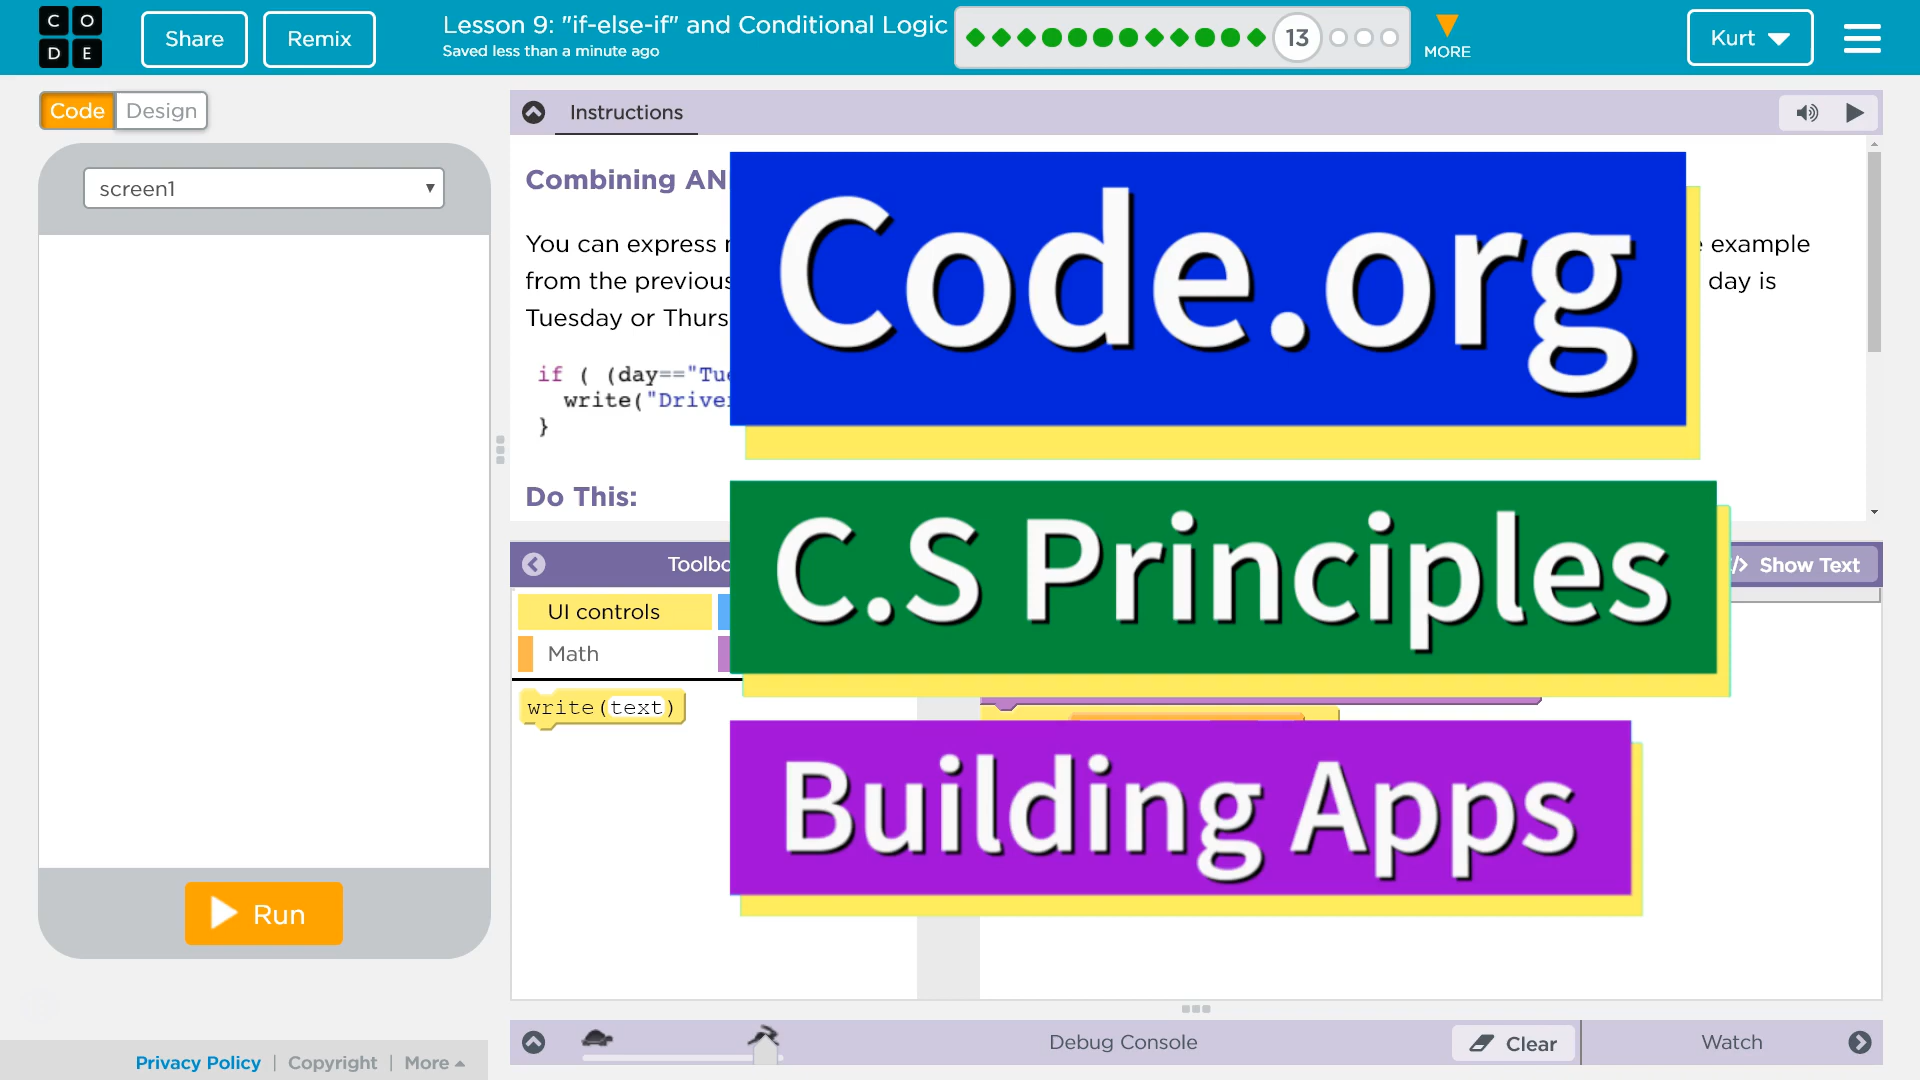 CODE
Share
Remix
Lesson 9: "if-else-if" and Conditional Logic
Saved less than a minute ago
13
MORE
Kurt
Code
Design
Instructions
screen1
Combining AN
You can express
example
from the previous
day is
Tuesday or Thurs
if ( (day=="Tue
write("Driver
}
Do This:
Code.org
C.S Principles
Building Apps
Toolbo
Show Text
UI controls
Math
write(text)
Run
Debug Console
Clear
Watch
Privacy Policy | Copyright | More